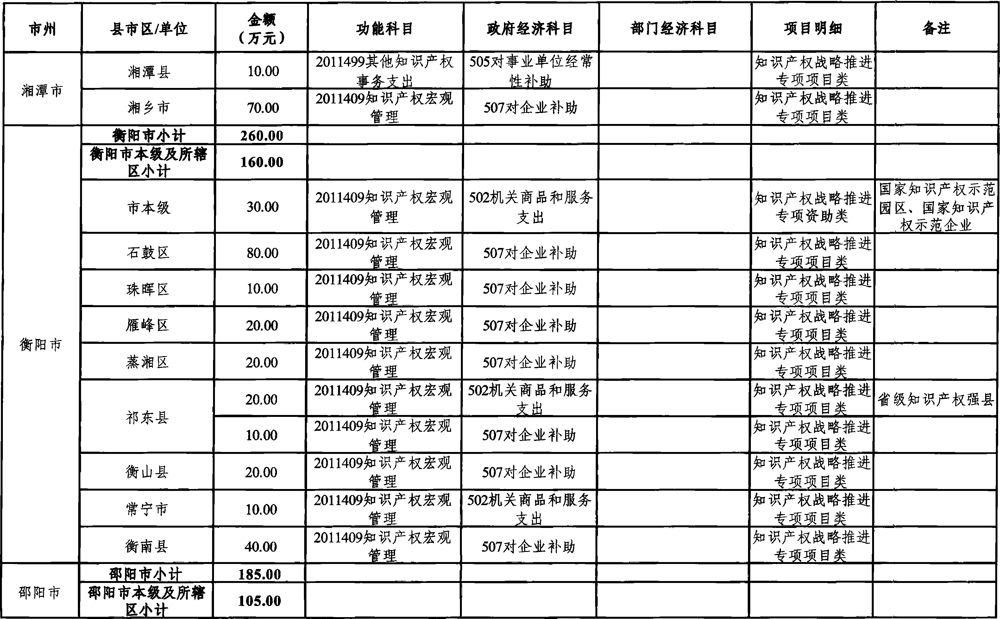 市州 县市区/单位 金额（万元） 功能科目 政府经济科目 部门经济科目 项目明细 备注
湘潭市
湘潭县 10.00 2011499其他知识产权事务支出 505对事业单位经常性补助 知识产权战略推进专项项目类
湘乡市 70.00 2011409知识产权宏观管理 507对企业补助 知识产权战略推进专项项目类
衡阳市
衡阳市小计 260.00
衡阳市本级及所辖区小计 160.00
市本级 30.00 2011409知识产权宏观管理 502机关商品和服务支出 知识产权战略推进专项资助类 国家知识产权示范园区、国家知识产权示范企业
石鼓区 80.00 2011409知识产权宏观管理 507对企业补助 知识产权战略推进专项项目类
珠晖区 10.00 2011409知识产权宏观管理 507对企业补助 知识产权战略推进专项项目类
雁峰区 20.00 2011409知识产权宏观管理 507对企业补助 知识产权战略推进专项项目类
蒸湘区 20.00 2011409知识产权宏观管理 507对企业补助 知识产权战略推进专项项目类
祁东县 20.00 2011409知识产权宏观管理 502机关商品和服务支出 知识产权战略推进专项项目类 省级知识产权强县
10.00 2011409知识产权宏观管理 507对企业补助 知识产权战略推进专项项目类
衡山县 20.00 2011409知识产权宏观管理 507对企业补助 知识产权战略推进专项项目类
常宁市 10.00 2011409知识产权宏观管理 502机关商品和服务支出 知识产权战略推进专项项目类
衡南县 40.00 2011409知识产权宏观管理 507对企业补助 知识产权战略推进专项项目类
邵阳市
邵阳市小计 185.00
邵阳市本级及所辖区小计 105.00